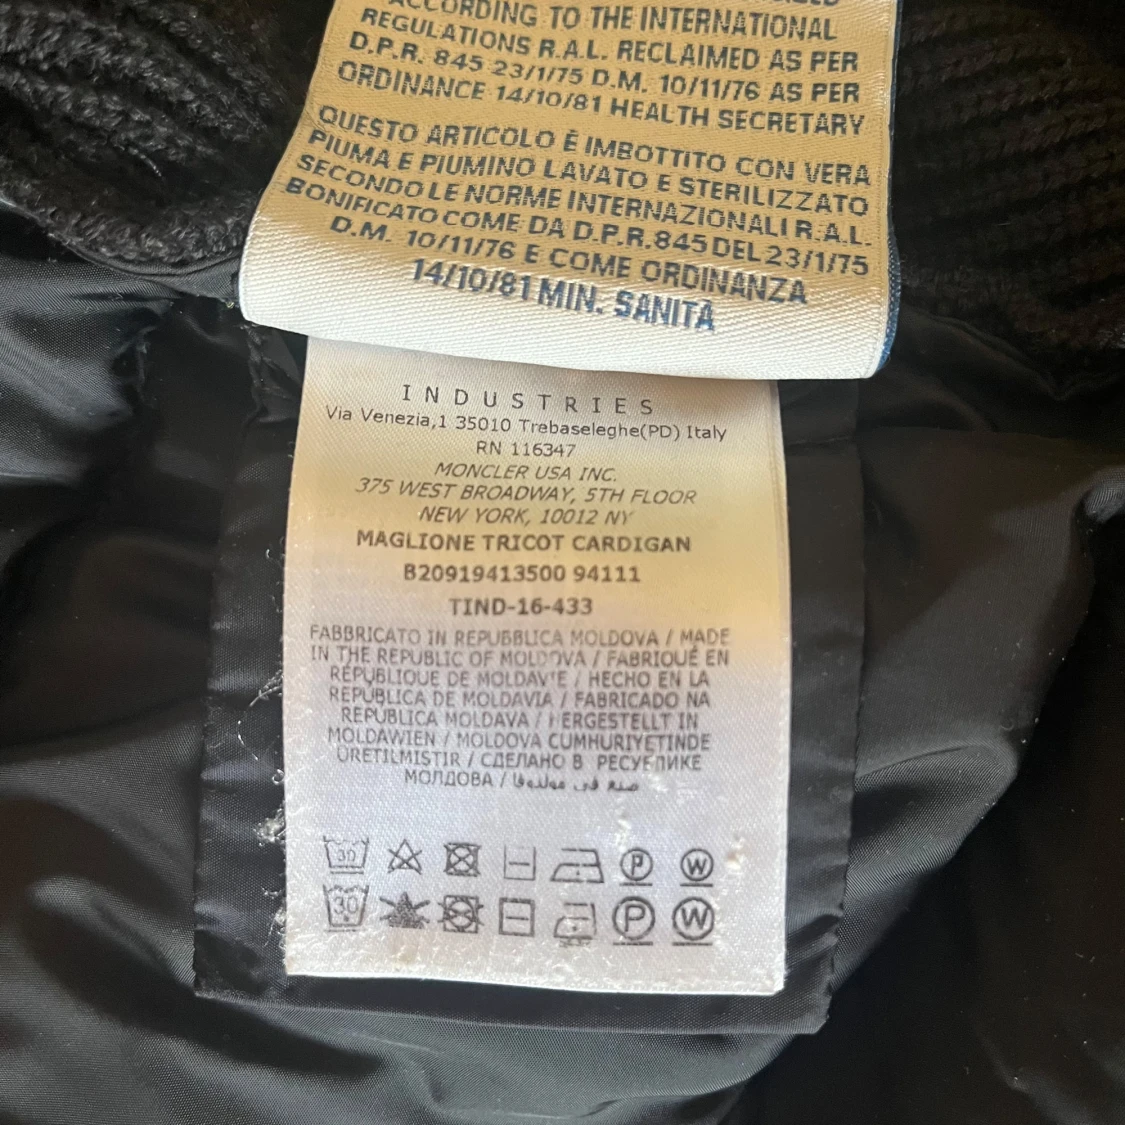 ACCORDING TO THE INTERNATIONAL
REGULATIONS R.A.L. RECLAIMED AS PER
D.P.R. 845 23/1/75 D.M. 10/11/76 AS PER
ORDINANCE 14/10/81 HEALTH SECRETARY
QUESTO ARTICOLO È IMBOTTITO CON VERA
PIUMA E PIUMINO LAVATO E STERILIZZATO
SECONDO LE NORME INTERNAZIONALI R.A.L.
BONIFICATO COME DA D.P.R.845 DEL 23/1/75
D.M. 10/11/76 E COME ORDINANZA
14/10/81 MIN. SANITÀ
INDUSTRIES
Via Venezia,1 35010 Trebaseleghe(PD) Italy
RN 116347
MONCLER USA INC.
375 WEST BROADWAY, 5TH FLOOR
NEW YORK, 10012 NY
MAGLIONE TRICOT CARDIGAN
B20919413500 94111
TIND-16-433
FABBRICATO IN REPUBBLICA MOLDOVA / MADE
IN THE REPUBLIC OF MOLDOVA / FABRIQUÉ EN
RÉPUBLIQUE DE MOLDAVIE / HECHO EN LA
REPÚBLICA DE MOLDAVIA / FABRICADO NA
REPÚBLICA MOLDAVA / HERGESTELLT IN
MOLDAWIEN / MOLDOVA CUMHURIYETINDE
ÜRETILMISTIR / СДЕЛАНО В РЕСУБЛИКЕ
МОЛДОВА / صنع في مولدوفا
30 P W
30 P W